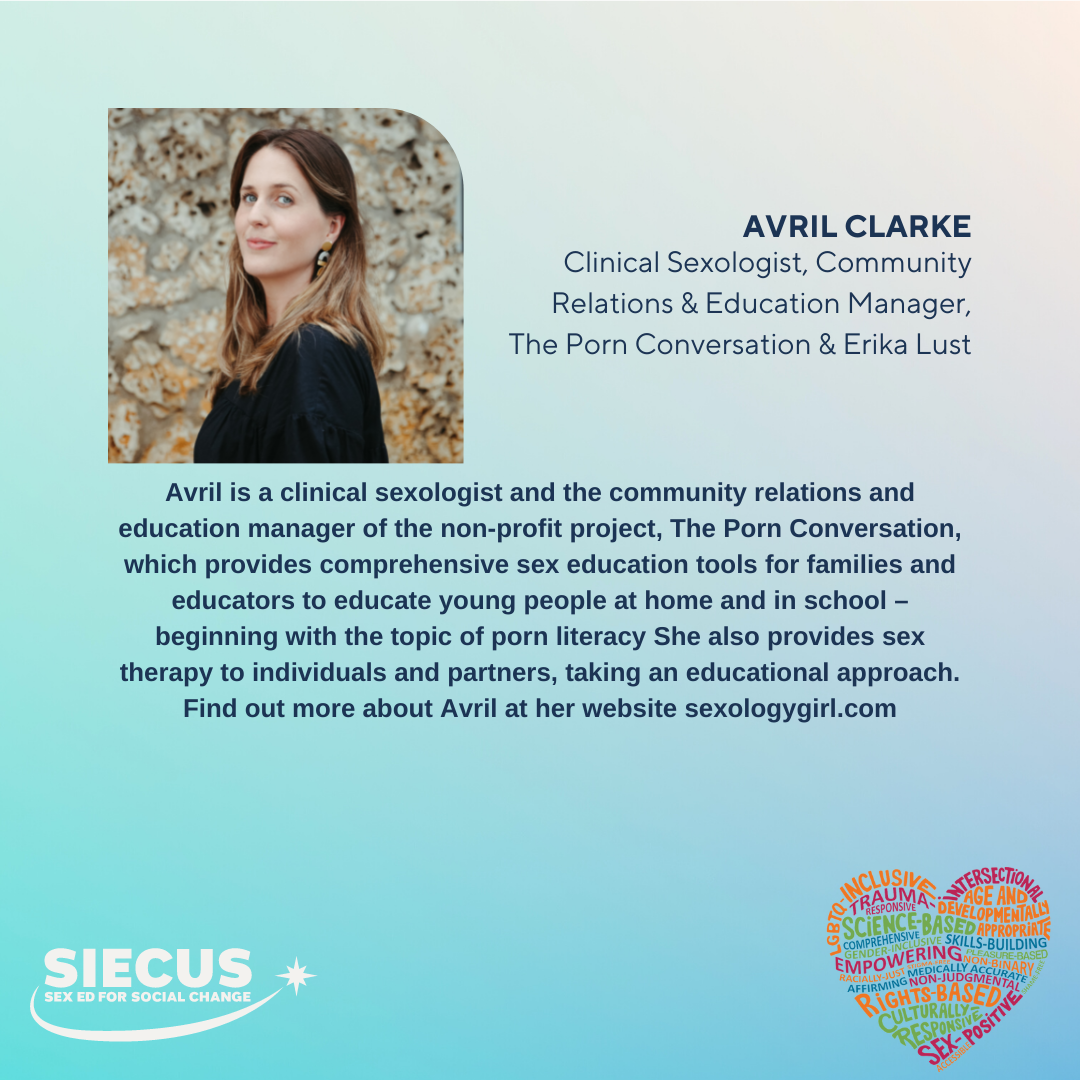 AVRIL CLARKE
Clinical Sexologist, Community
Relations & Education Manager,
The Porn Conversation & Erika Lust
Avril is a clinical sexologist and the community relations and
education manager of the non-profit project, The Porn Conversation,
which provides comprehensive sex education tools for families and
educators to educate young people at home and in school –
beginning with the topic of porn literacy She also provides sex
therapy to individuals and partners, taking an educational approach.
Find out more about Avril at her website sexologygirl.com
SIECUS
SEX ED FOR SOCIAL CHANGE
LGBTQ-INCLUSIVE
INTERSECTIONAL
TRAUMA-
RESPONSIVE
AGE AND
DEVELOPMENTALLY
APPROPRIATE
SCIENCE-BASED
COMPREHENSIVE
SKILLS-BUILDING
GENDER-INCLUSIVE
PLEASURE-BASED
EMPOWERING
NON-BINARY
RACIALLY-JUST
MEDICALLY ACCURATE
AFFIRMING
NON-JUDGMENTAL
RIGHTS-BASED
CULTURALLY
RESPONSIVE
SEX-POSITIVE
ACCESSIBLE